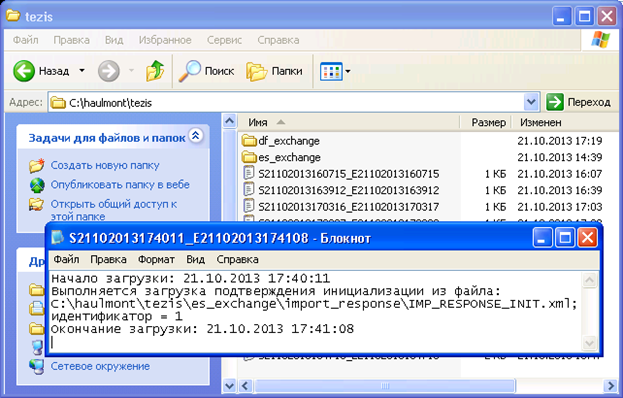 tezis
Файл Правка Вид Избранное Сервис Справка
Назад Поиск Папки
Адрес: C:\haulmont\tezis Переход
Имя Размер Изменен
Задачи для файлов и папок
Создать новую папку
Опубликовать папку в вебе
Открыть общий доступ к
этой папке
df_exchange 21.10.2013 17:19
es_exchange 21.10.2013 14:39
S21102013160715_E21102013160715 1 КБ 21.10.2013 16:07
S21102013163912_E21102013163912 1 КБ 21.10.2013 16:39
S21102013170316_E21102013170317 1 КБ 21.10.2013 17:03
S21102013174011_E21102013174108 - Блокнот
Файл Правка Формат Вид Справка
Начало загрузки: 21.10.2013 17:40:11
Выполняется загрузка подтверждения инициализации из файла:
C:\haulmont\tezis\es_exchange\import_response\IMP_RESPONSE_INIT.xml;
идентификатор = 1
Окончание загрузки: 21.10.2013 17:41:08
Сетевое окружение